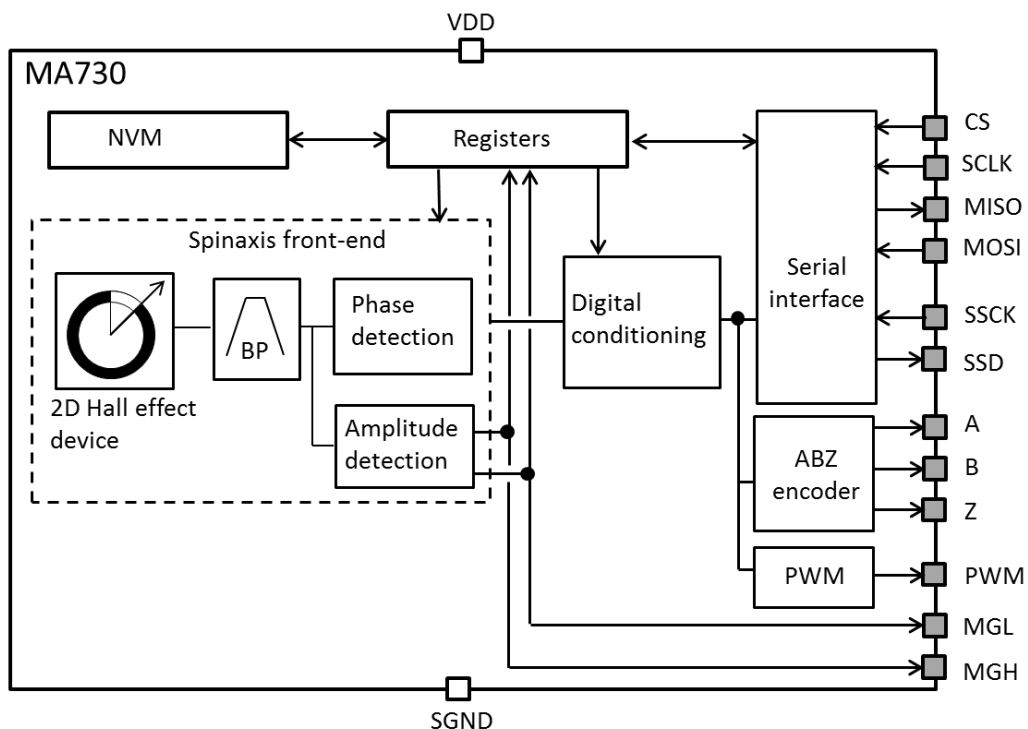 VDD
MA730
NVM
Registers
CS
SCLK
MISO
MOSI
SSCK
SSD
Serial
interface
Spinaxis front-end
BP
Phase
detection
Digital
conditioning
2D Hall effect
device
Amplitude
detection
ABZ
encoder
A
B
Z
PWM
PWM
MGL
MGH
SGND